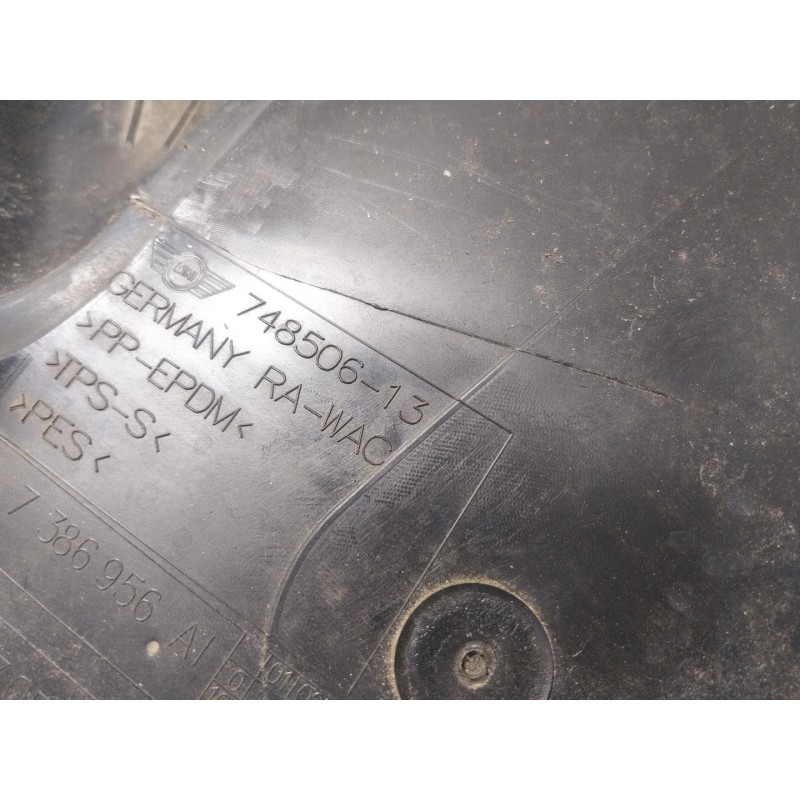 748506-13
GERMANY RA-WAC
>PP-EPDM<
>TPS-S<
>PES<
7 386 956 AI